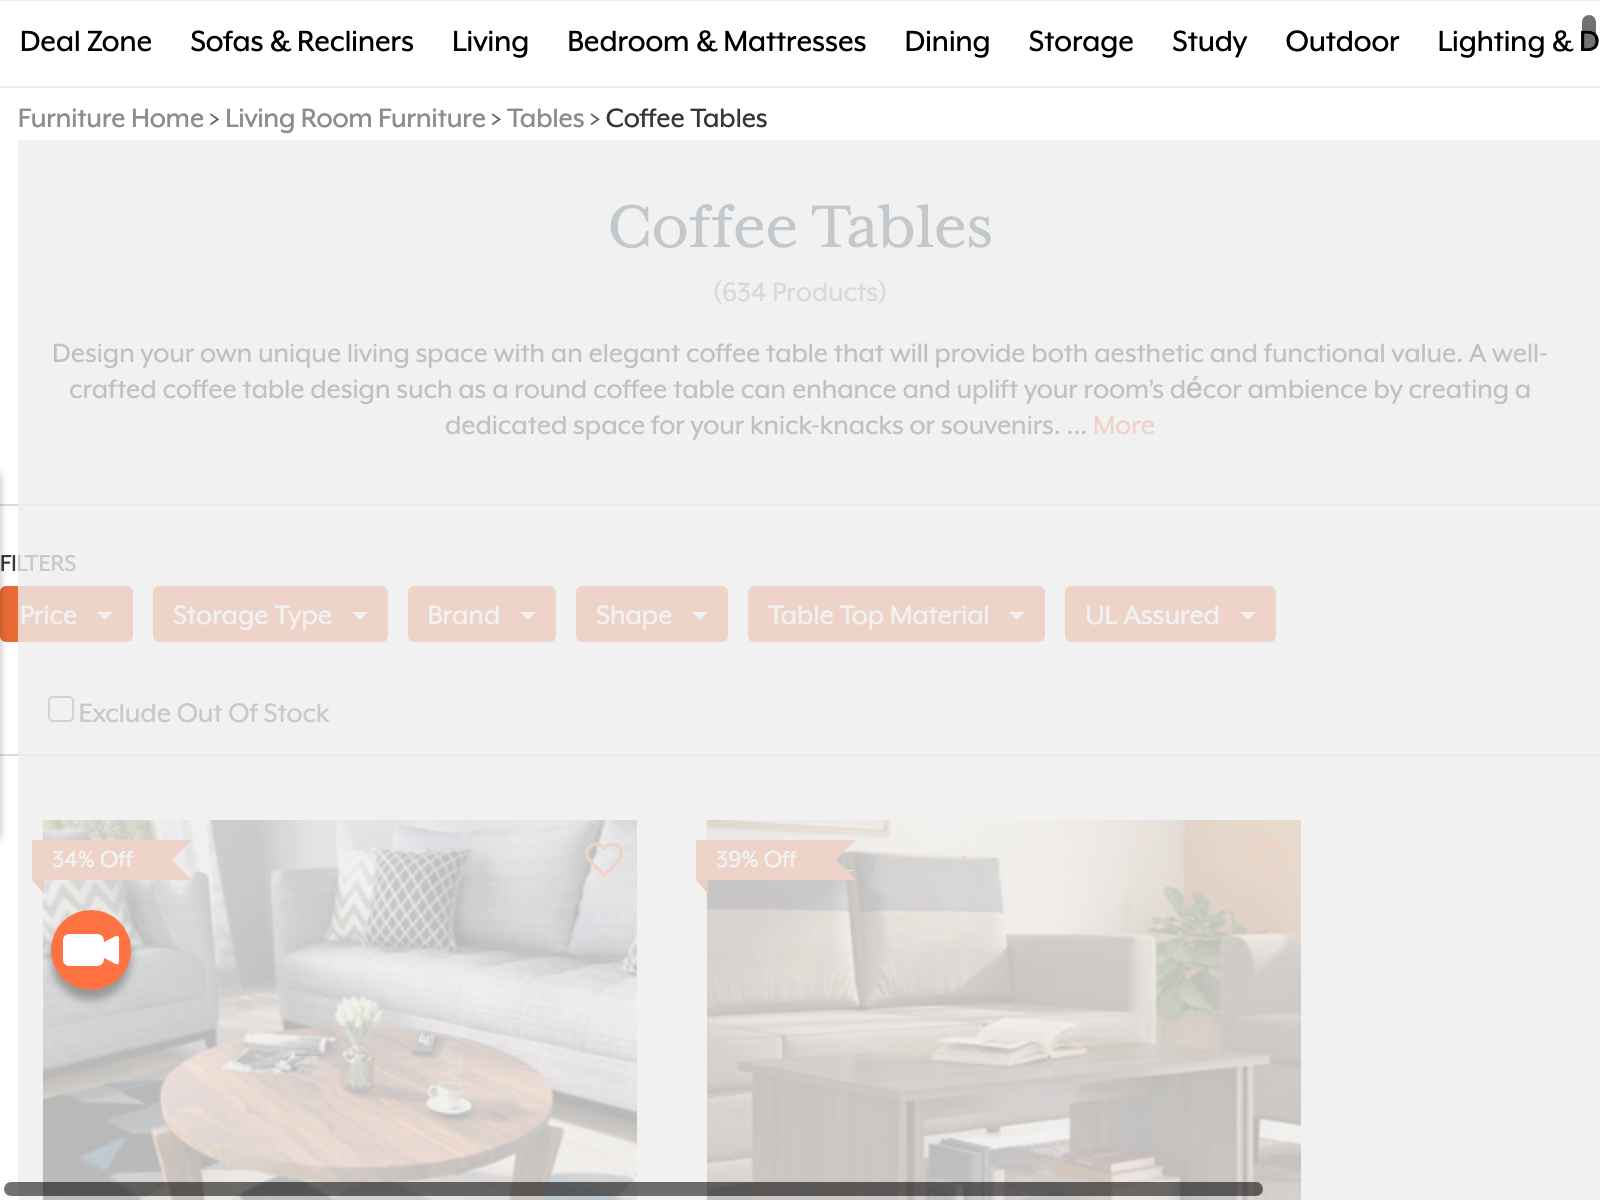 Deal Zone Sofas & Recliners Living Bedroom & Mattresses Dining Storage Study Outdoor Lighting & D
Furniture Home > Living Room Furniture > Tables > Coffee Tables
Coffee Tables
(634 Products)
Design your own unique living space with an elegant coffee table that will provide both aesthetic and functional value. A well-
crafted coffee table design such as a round coffee table can enhance and uplift your room's décor ambience by creating a
dedicated space for your knick-knacks or souvenirs. ... More
FILTERS
Price Storage Type Brand Shape Table Top Material UL Assured
Exclude Out Of Stock
34% Off 39% Off